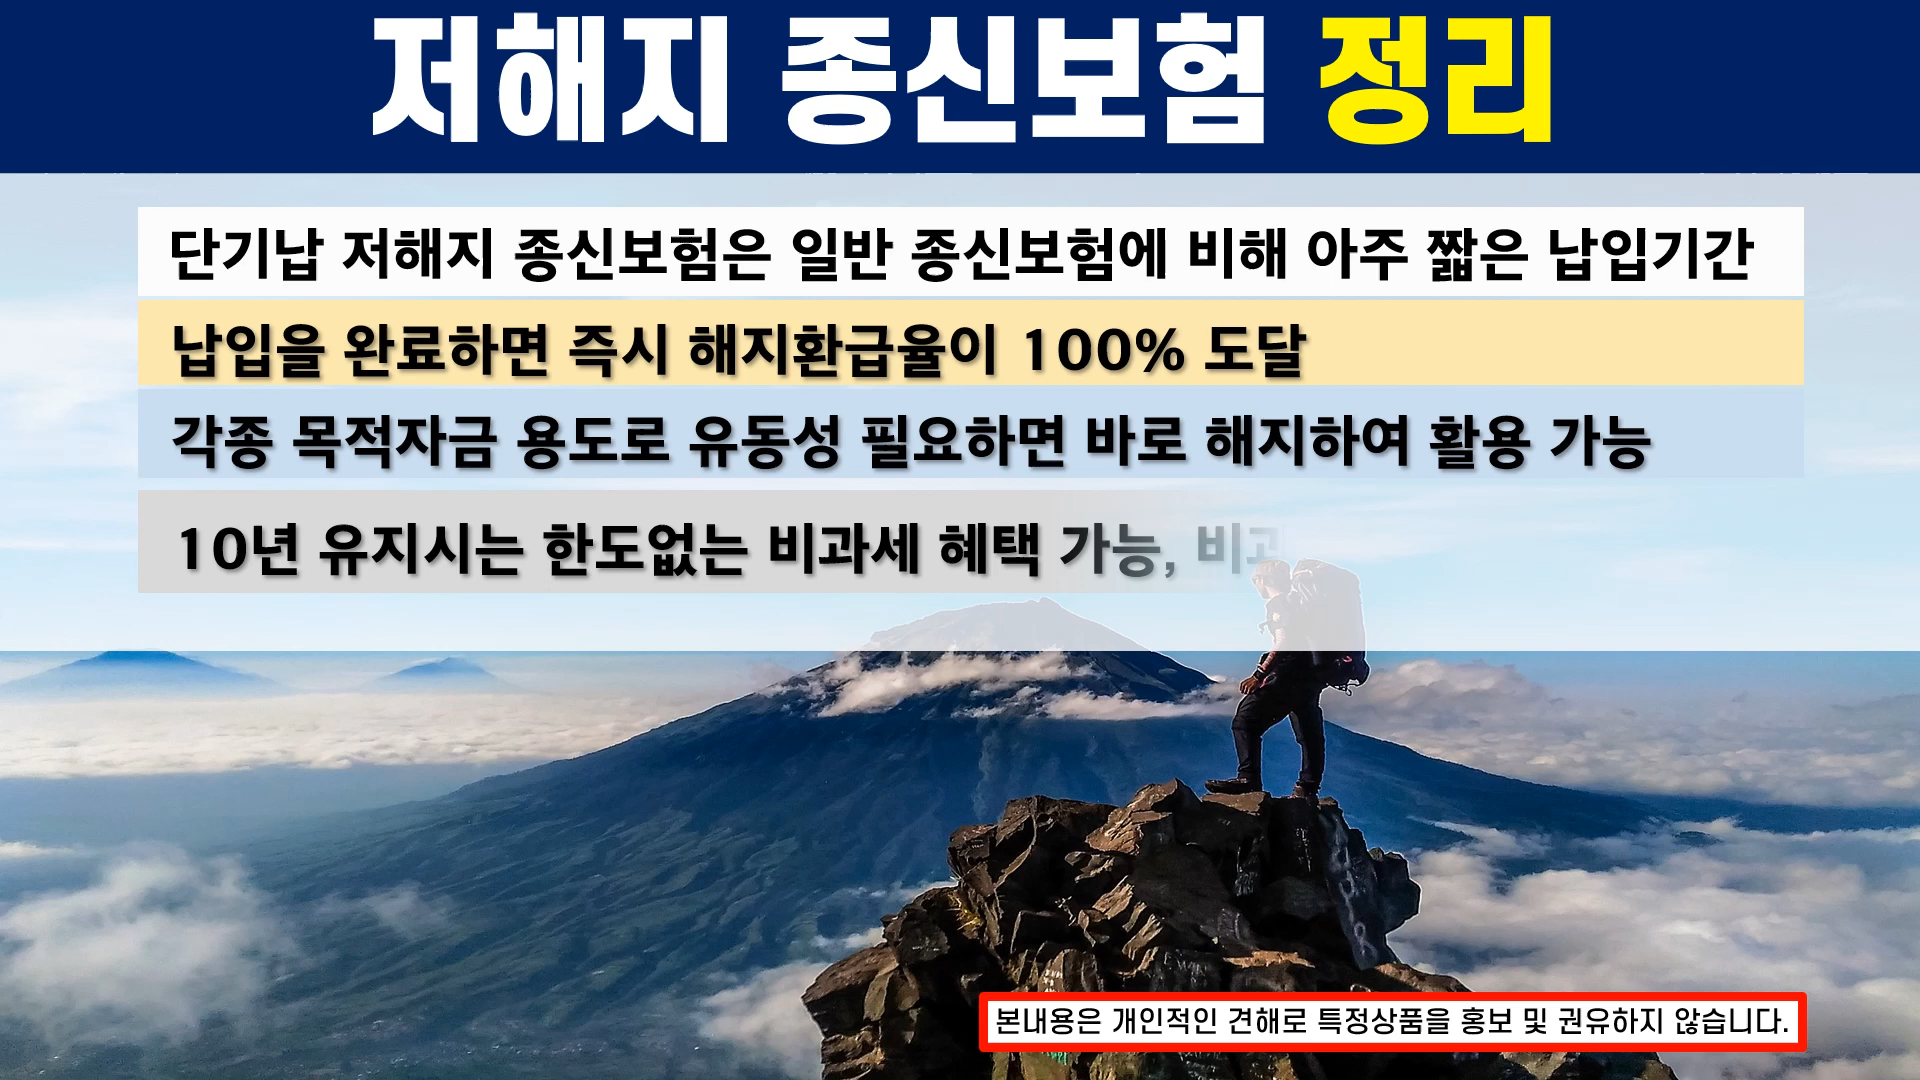 저해지 종신보험 정리
단기납 저해지 종신보험은 일반 종신보험에 비해 아주 짧은 납입기간
납입을 완료하면 즉시 해지환급율이 100% 도달
각종 목적자금 용도로 유동성 필요하면 바로 해지하여 활용 가능
10년 유지시는 한도없는 비과세 혜택 가능,
본내용은 개인적인 견해로 특정상품을 홍보 및 권유하지 않습니다.